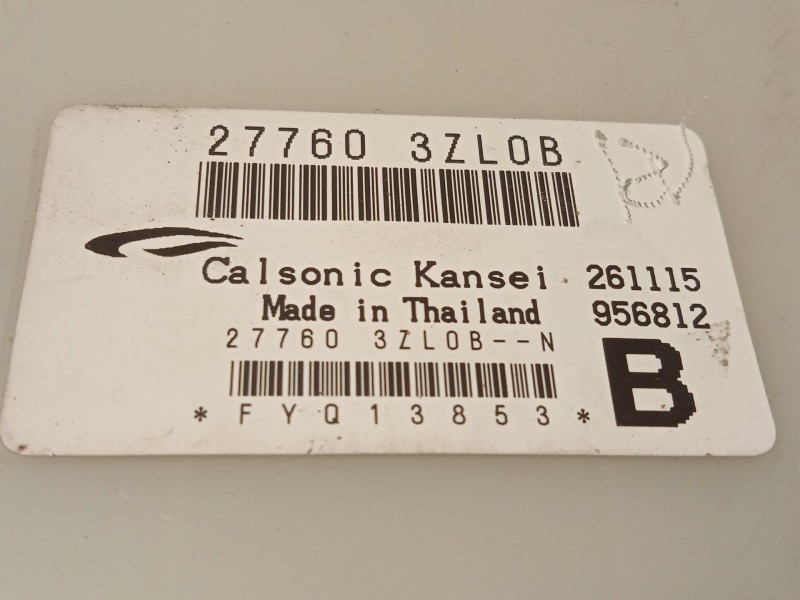 27760 3ZL0B
Calsonic Kansei 261115
Made in Thailand 956812
27760 3ZL0B--N
B
*FYQ13853*